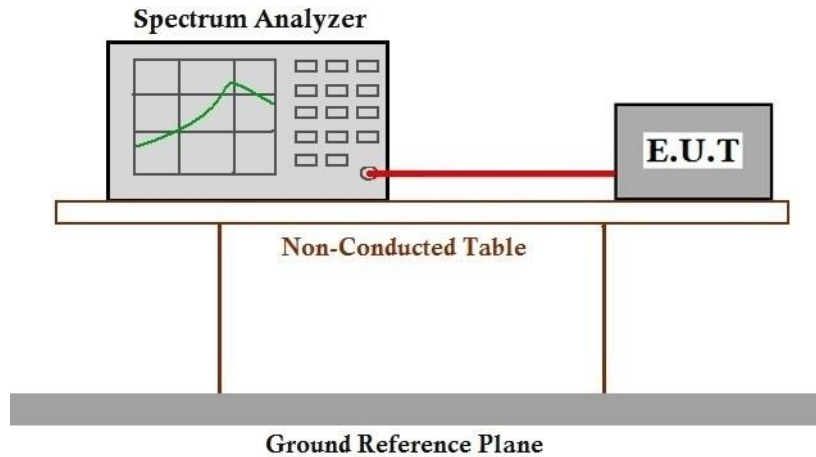 Spectrum Analyzer
E.U.T
Non-Conducted Table
Ground Reference Plane